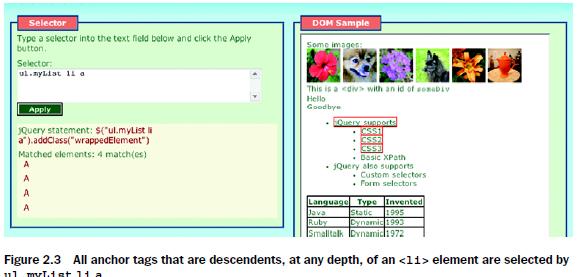 Selector
Type a selector into the text field below and click the Apply
button.
Selector:
ul.myList li a
Apply
jQuery statement: $("ul.myList li
a").addClass("wrappedElement")
Matched elements: 4 match(es)
A
A
A
A
DOM Sample
Some images:
This is a <div> with an id of someDiv
Hello
Goodbye
jQuery supports
CSS1
CSS2
CSS3
Basic XPath
jQuery also supports
Custom selectors
Form selectors
Language Type Invented
Java Static 1995
Ruby Dynamic 1993
Smalltalk Dynamic 1972
Figure 2.3 All anchor tags that are descendents, at any depth, of an <li> element are selected by
ul.myList li a